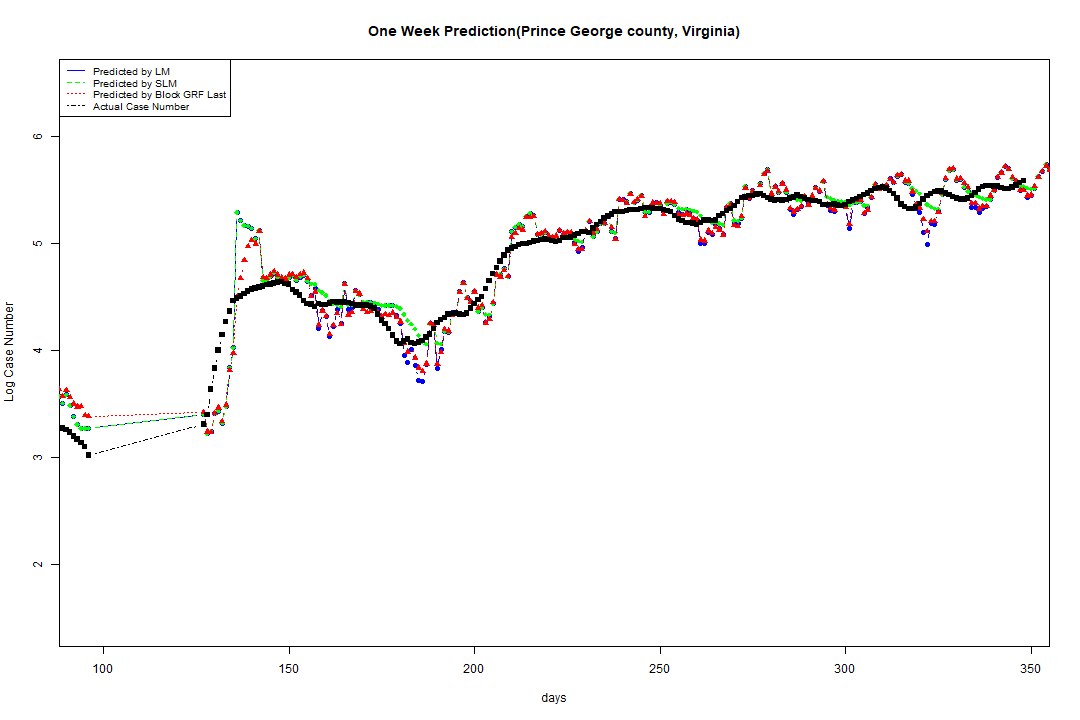 One Week Prediction(Prince George county, Virginia)
Predicted by LM
Predicted by SLM
Predicted by Block GRF Last
Actual Case Number
6
5
4
3
2
Log Case Number
100 150 200 250 300 350
days